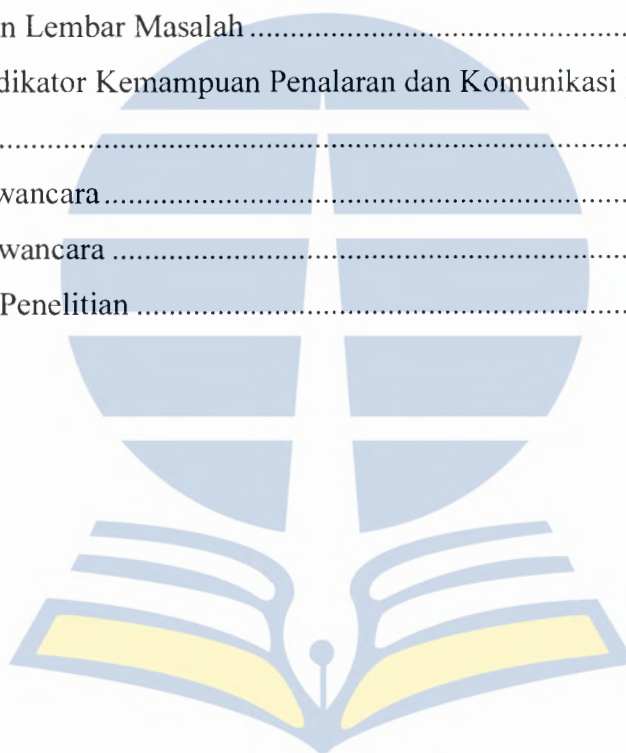 n Lembar Masalah ..............................................................
dikator Kemampuan Penalaran dan Komunikasi
..............................................................
wancara ..............................................................
wancara ..............................................................
Penelitian ..............................................................